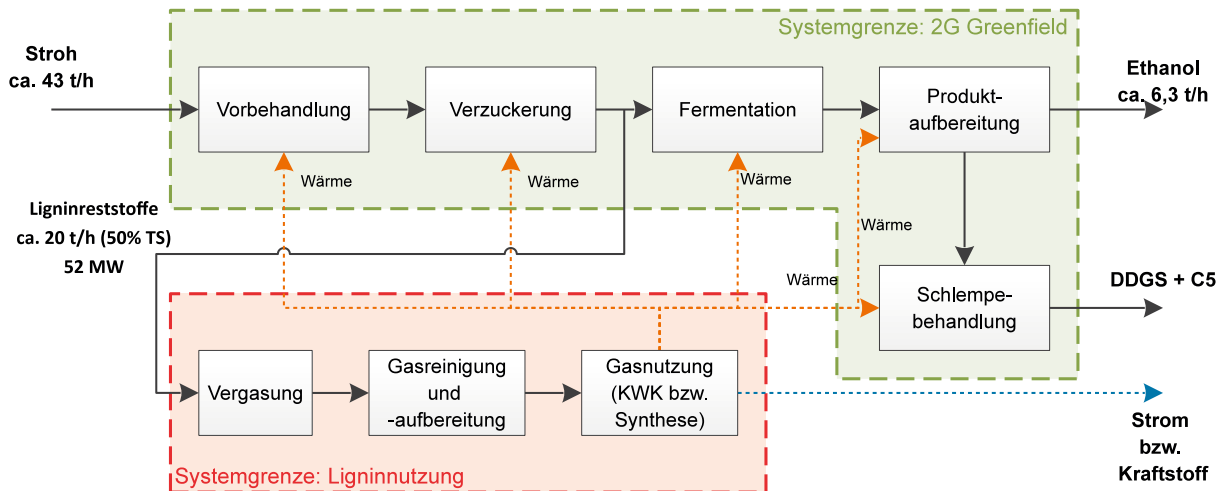 Systemgrenze: 2G Greenfield
Stroh
ca. 43 t/h
Vorbehandlung
Verzuckerung
Fermentation
Produkt-
aufbereitung
Ethanol
ca. 6,3 t/h
Wärme
Wärme
Wärme
Wärme
Ligninreststoffe
ca. 20 t/h (50% TS)
52 MW
Wärme
Schlempe-
behandlung
DDGS + C5
Vergasung
Gasreinigung
und
-aufbereitung
Gasnutzung
(KWK bzw.
Synthese)
Strom
bzw.
Kraftstoff
Systemgrenze: Ligninnutzung